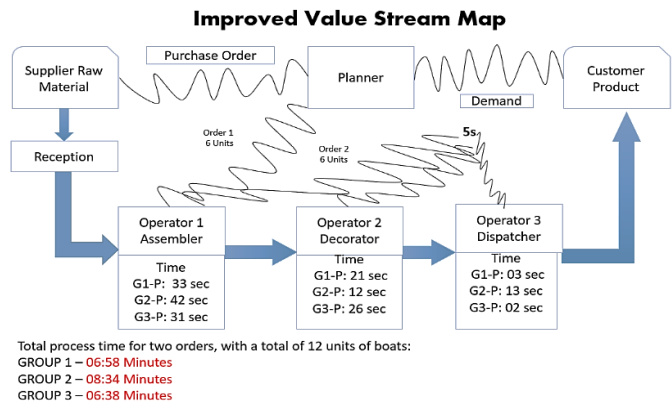 Improved Value Stream Map
Supplier Raw
Material
Purchase Order
Planner
Demand
Customer
Product
Reception
Order 1
6 Units
Order 2
6 Units
5s
Operator 1
Assembler
Time
G1-P: 33 sec
G2-P: 42 sec
G3-P: 31 sec
Operator 2
Decorator
Time
G1-P: 21 sec
G2-P: 12 sec
G3-P: 26 sec
Operator 3
Dispatcher
Time
G1-P: 03 sec
G2-P: 13 sec
G3-P: 02 sec
Total process time for two orders, with a total of 12 units of boats:
GROUP 1 – 06:58 Minutes
GROUP 2 – 08:34 Minutes
GROUP 3 – 06:38 Minutes